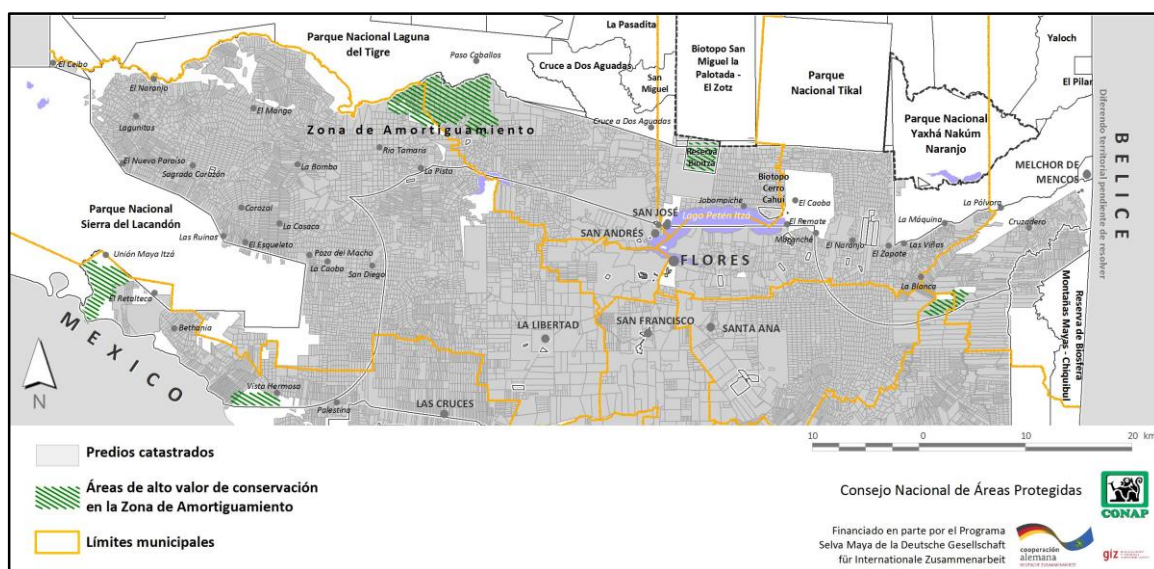 La Pasadita
Parque Nacional Laguna
del Tigre
Paso Caballos
Cruce a Dos Aguadas
San
Miguel
Biotopo San
Miguel la
Palotada -
El Zotz
Parque
Nacional Tikal
Yaloch
El Pilar
Parque Nacional
Yaxhá Nakúm
Naranjo
El Ceibo
El Naranjo
El Mango
Lagunitas
Zona de Amortiguamiento
Cruce a Dos Aguadas
Río Tamaris
El Nuevo Paraíso
Sagrado Corazón
La Bomba
La Pista
Reserva
Bioitzá
Biotopo
Cerro
Cahuí
El Caoba
Jobompiche
MELCHOR DE
MENCOS
BELICE
Diferendo territorial pendiente de resolver
Parque Nacional
Sierra del Lacandón
Corozal
La Casaca
Las Ruinas
El Esqueleto
Poza del Macho
La Caoba
San Diego
SAN JOSÉ
SAN ANDRÉS
Lago Petén Itzá
El Remate
Macanché
El Naranjo
La Máquina
La Pólvora
Cruzadero
El Zapote
Las Viñas
FLORES
La Blanca
Unión Maya Itzá
El Retalteco
Bethania
MEXICO
LA LIBERTAD
SAN FRANCISCO
SANTA ANA
Reserva de Biosfera
Montañas Mayas - Chiquibul
Vista Hermosa
Palestina
LAS CRUCES
N
Predios catastrados
Áreas de alto valor de conservación
en la Zona de Amortiguamiento
Límites municipales
10 0 10 20 km
Consejo Nacional de Áreas Protegidas
CONAP
Financiado en parte por el Programa
Selva Maya de la Deutsche Gesellschaft
für Internationale Zusammenarbeit
cooperación
alemana
DEUTSCHE ZUSAMMENARBEIT
giz